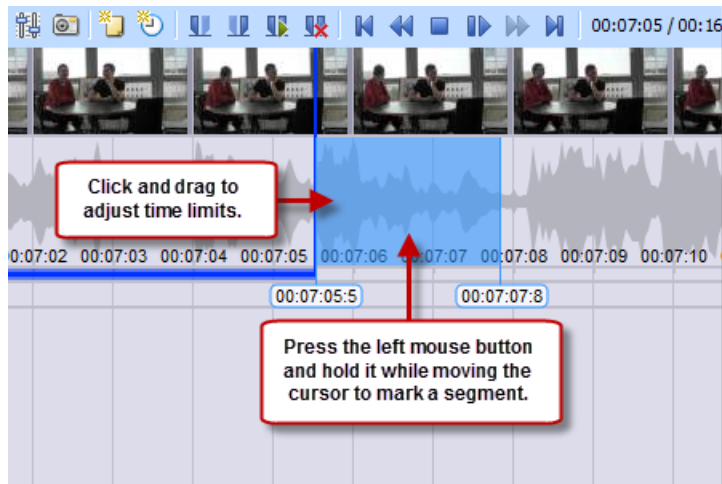 00:07:05 / 00:16
Click and drag to
adjust time limits.
0:07:02 00:07:03 00:07:04 00:07:05 00:07:06 00:07:07 00:07:08 00:07:09 00:07:10
00:07:05:5 00:07:07:8
Press the left mouse button
and hold it while moving the
cursor to mark a segment.